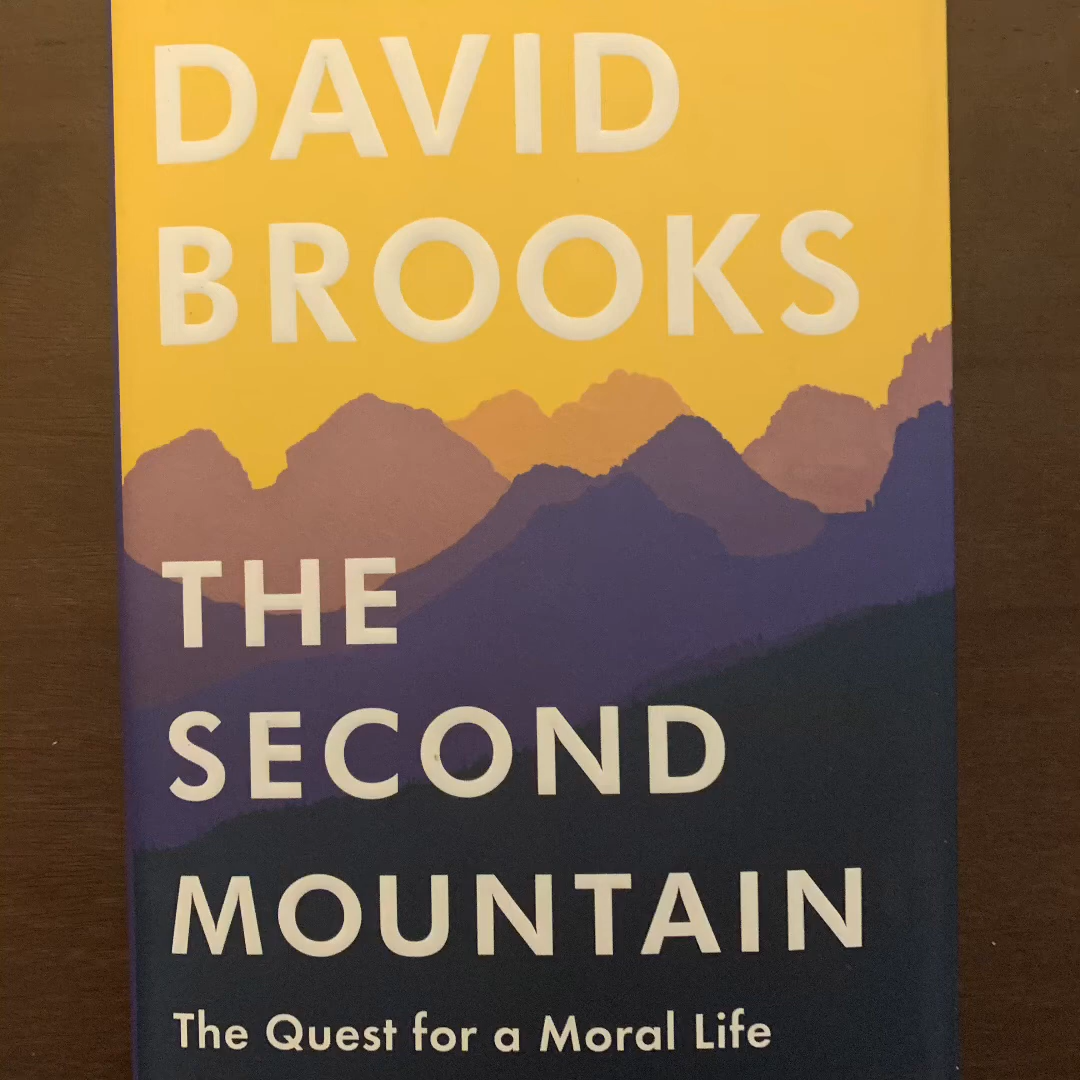 DAVID
BROOKS
THE
SECOND
MOUNTAIN
The Quest for a Moral Life